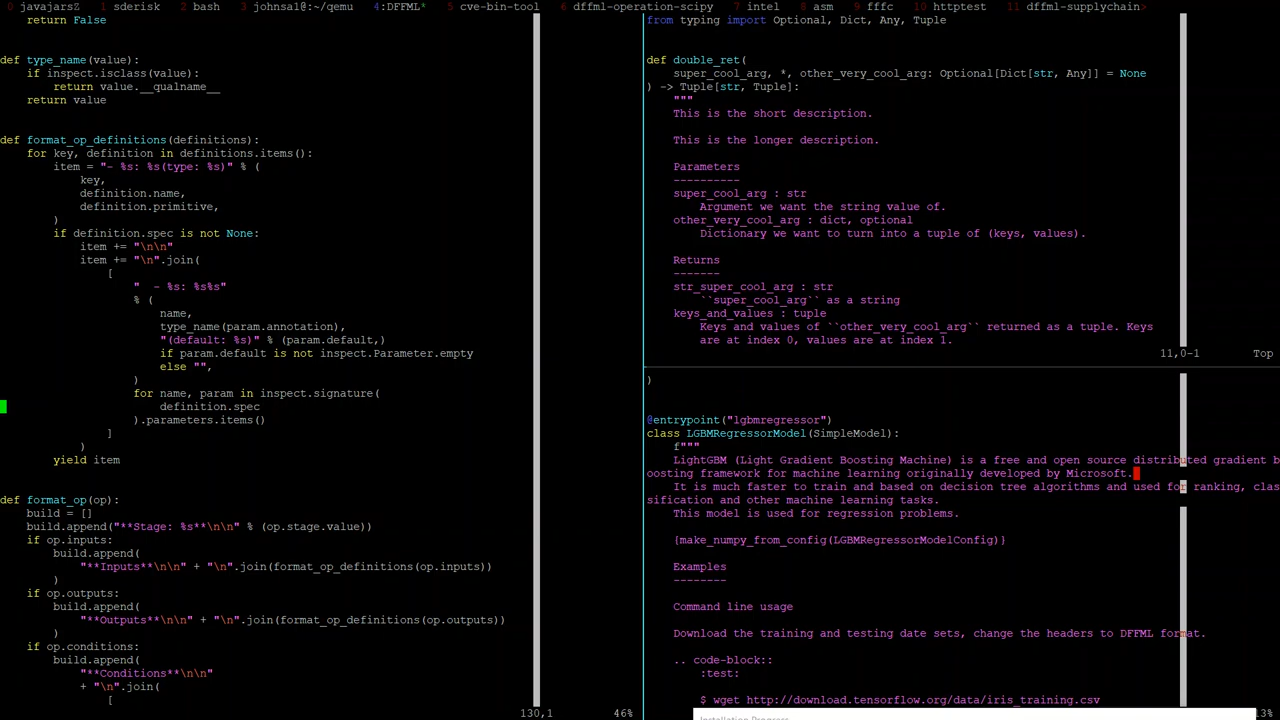 0 javajarsZ  1 sderisk  2 bash  3 johnsal@:~/qemu  4:DFFML*  5 cve-bin-tool  6 dffml-operation-scipy  7 intel  8 asm  9 fffc  10 httptest  11 dffml-supplychain>
    return False
def type_name(value):
    if inspect.isclass(value):
        return value.__qualname__
    return value
def format_op_definitions(definitions):
    for key, definition in definitions.items():
        item = "- %s: %s(type: %s)" % (
            key,
            definition.name,
            definition.primitive,
        )
        if definition.spec is not None:
            item += "\n\n"
            item += "\n".join(
                [
                    "  - %s: %s%s"
                    % (
                        name,
                        type_name(param.annotation),
                        "(default: %s)" % (param.default,)
                        if param.default is not inspect.Parameter.empty
                        else "",
                    )
                    for name, param in inspect.signature(
                        definition.spec
                    ).parameters.items()
                ]
            )
        yield item
def format_op(op):
    build = []
    build.append("**Stage: %s**\n\n" % (op.stage.value))
    if op.inputs:
        build.append(
            "**Inputs**\n\n" + "\n".join(format_op_definitions(op.inputs))
        )
    if op.outputs:
        build.append(
            "**Outputs**\n\n" + "\n".join(format_op_definitions(op.outputs))
        )
    if op.conditions:
        build.append(
            "**Conditions**\n\n"
            + "\n".join(
                [
130,1  46%
from typing import Optional, Dict, Any, Tuple
def double_ret(
    super_cool_arg, *, other_very_cool_arg: Optional[Dict[str, Any]] = None
) -> Tuple[str, Tuple]:
    """
    This is the short description.
    This is the longer description.
    Parameters
    ----------
    super_cool_arg : str
        Argument we want the string value of.
    other_very_cool_arg : dict, optional
        Dictionary we want to turn into a tuple of (keys, values).
    Returns
    -------
    str_super_cool_arg : str
        ``super_cool_arg`` as a string
    keys_and_values : tuple
        Keys and values of ``other_very_cool_arg`` returned as a tuple. Keys
        are at index 0, values are at index 1.
11,0-1  Top
)
@entrypoint("lgbmregressor")
class LGBMRegressorModel(SimpleModel):
    f"""
    LightGBM (Light Gradient Boosting Machine) is a free and open source distributed gradient b
oosting framework for machine learning originally developed by Microsoft.
    It is much faster to train and based on decision tree algorithms and used for ranking, clas
sification and other machine learning tasks.
    This model is used for regression problems.
    {make_numpy_from_config(LGBMRegressorModelConfig)}
    Examples
    --------
    Command line usage
    Download the training and testing date sets, change the headers to DFFML format.
    .. code-block::
        :test:
        $ wget http://download.tensorflow.org/data/iris_training.csv
13%
Installation Progress